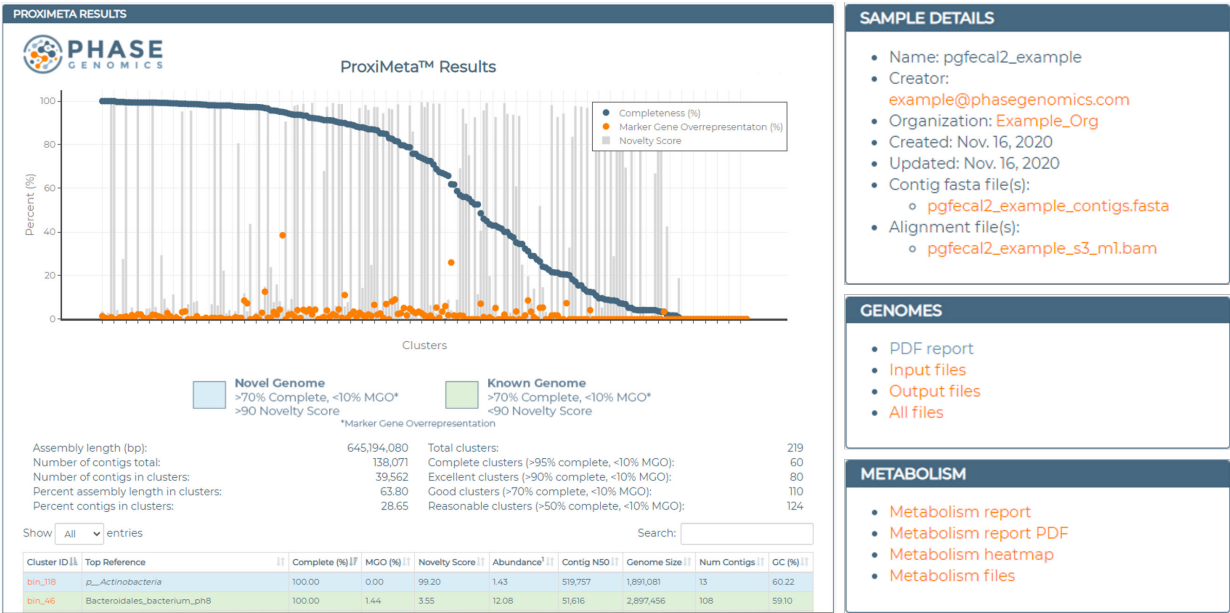 PROXIMETA RESULTS
PHASE
GENOMICS
ProxiMeta™ Results
100
80
60
40
20
0
Percent (%)
Completeness (%)
Marker Gene Overrepresentaton (%)
Novelty Score
Clusters
Novel Genome
>70% Complete, <10% MGO*
>90 Novelty Score
Known Genome
>70% Complete, <10% MGO*
<90 Novelty Score
*Marker Gene Overrepresentation
Assembly length (bp): 645,194,080
Number of contigs total: 138,071
Number of contigs in clusters: 39,562
Percent assembly length in clusters: 63.80
Percent contigs in clusters: 28.65
Total clusters: 219
Complete clusters (>95% complete, <10% MGO): 60
Excellent clusters (>90% complete, <10% MGO): 80
Good clusters (>70% complete, <10% MGO): 110
Reasonable clusters (>50% complete, <10% MGO): 124
Show All entries
Search:
Cluster ID Top Reference Complete (%) MGO (%) Novelty Score Abundance¹ Contig N50 Genome Size Num Contigs GC (%)
bin_118 p__Actinobacteria 100.00 0.00 99.20 1.43 519,757 1,891,081 13 60.22
bin_46 Bacteroidales_bacterium_ph8 100.00 1.44 3.55 12.08 51,616 2,897,456 108 59.10
SAMPLE DETAILS
Name: pgfecal2_example
Creator:
example@phasegenomics.com
Organization: Example_Org
Created: Nov. 16, 2020
Updated: Nov. 16, 2020
Contig fasta file(s):
pgfecal2_example_contigs.fasta
Alignment file(s):
pgfecal2_example_s3_m1.bam
GENOMES
PDF report
Input files
Output files
All files
METABOLISM
Metabolism report
Metabolism report PDF
Metabolism heatmap
Metabolism files